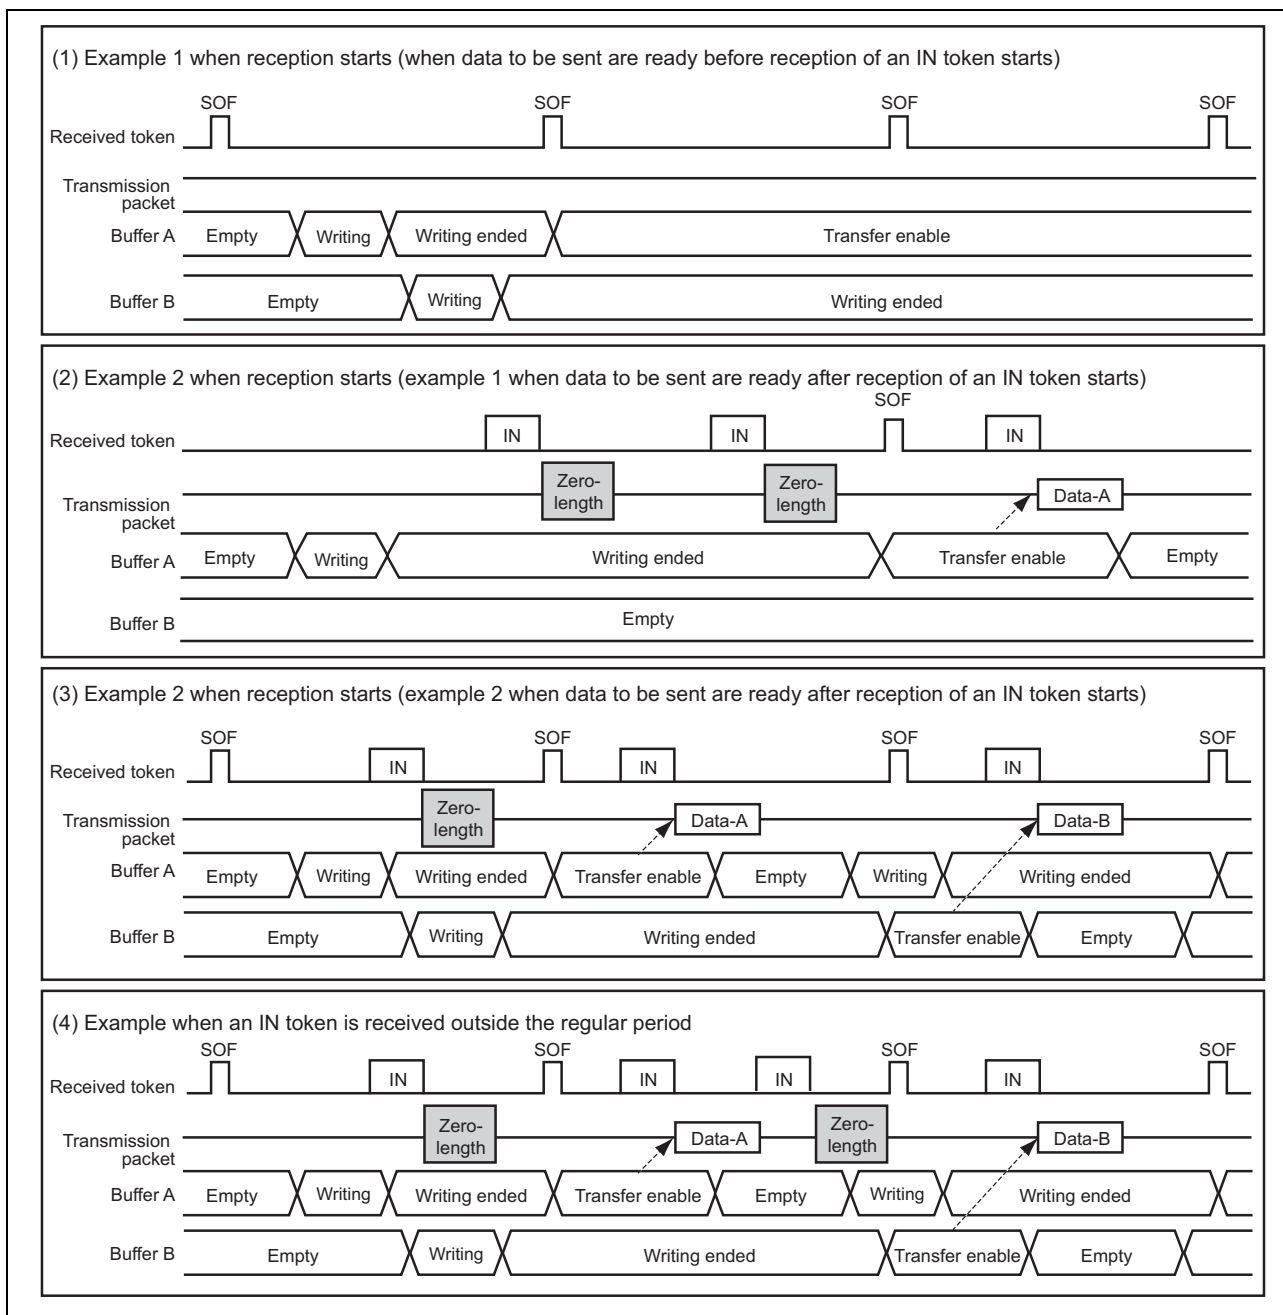 (1) Example 1 when reception starts (when data to be sent are ready before reception of an IN token starts)
SOF SOF SOF SOF
Received token
Transmission
packet
Buffer A Empty Writing Writing ended Transfer enable
Buffer B Empty Writing Writing ended
(2) Example 2 when reception starts (example 1 when data to be sent are ready after reception of an IN token starts)
SOF
Received token IN IN IN
Zero-
length
Zero-
length
Data-A
Transmission
packet
Buffer A Empty Writing Writing ended Transfer enable Empty
Buffer B Empty
(3) Example 2 when reception starts (example 2 when data to be sent are ready after reception of an IN token starts)
SOF SOF SOF SOF
Received token IN IN IN
Zero-
length
Data-A Data-B
Transmission
packet
Buffer A Empty Writing Writing ended Transfer enable Empty Writing Writing ended
Buffer B Empty Writing Writing ended Transfer enable Empty
(4) Example when an IN token is received outside the regular period
SOF SOF SOF SOF
Received token IN IN IN IN
Zero-
length
Data-A
Zero-
length
Data-B
Transmission
packet
Buffer A Empty Writing Writing ended Transfer enable Empty Writing Writing ended
Buffer B Empty Writing Writing ended Transfer enable Empty